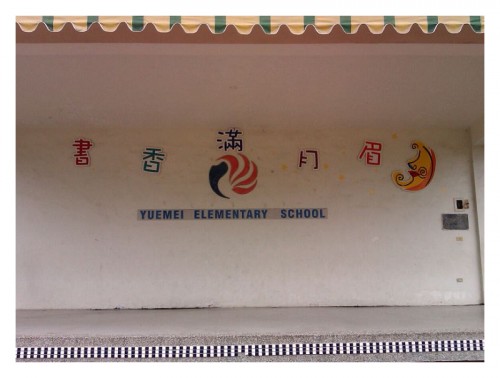 書香滿月眉
YUEMEI ELEMENTARY SCHOOL